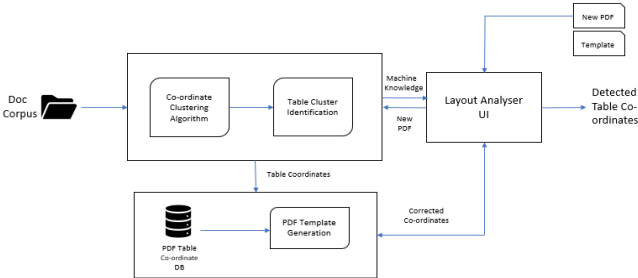 New PDF
Template
Doc
Corpus
Co-ordinate
Clustering
Algorithm
Table Cluster
Identification
Machine
Knowledge
New
PDF
Layout Analyser
UI
Detected
Table Co-
ordinates
Table Coordinates
PDF Table
Co-ordinate
DB
PDF Template
Generation
Corrected
Co-ordinates